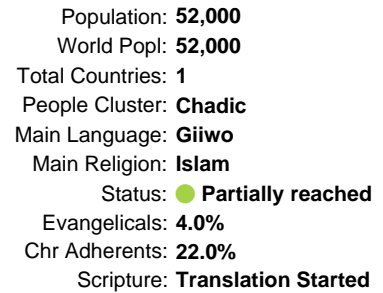 Population: 52,000
World Popl: 52,000
Total Countries: 1
People Cluster: Chadic
Main Language: Giiwo
Main Religion: Islam
Status: Partially reached
Evangelicals: 4.0%
Chr Adherents: 22.0%
Scripture: Translation Started